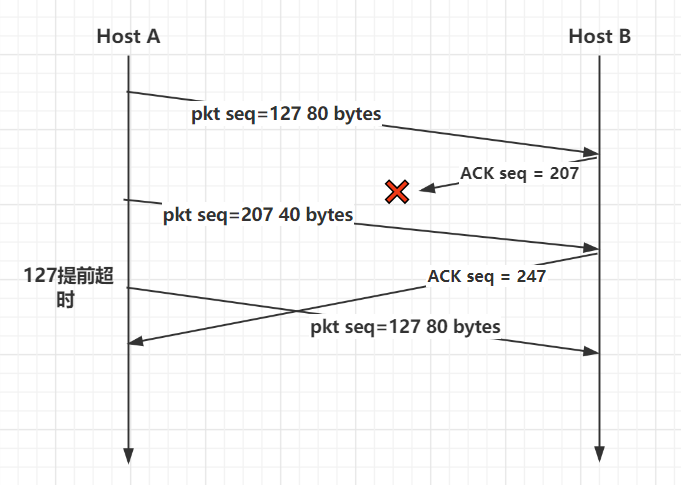 Host A
Host B
pkt seq=127 80 bytes
ACK seq = 207
pkt seq=207 40 bytes
127提前超
时
ACK seq = 247
pkt seq=127 80 bytes